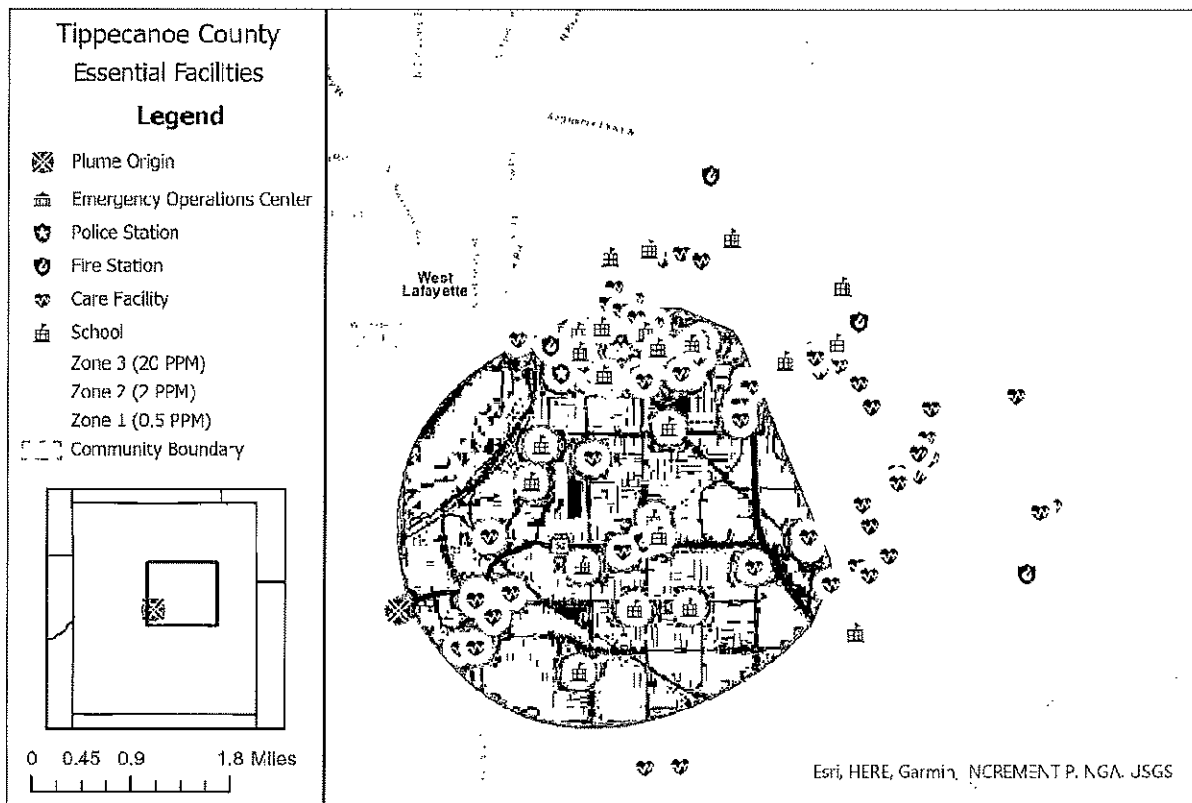 Tippecanoe County
Essential Facilities
Legend
Plume Origin
Emergency Operations Center
Police Station
Fire Station
Care Facility
School
Zone 3 (20 PPM)
Zone 2 (2 PPM)
Zone 1 (0.5 PPM)
Community Boundary
0 0.45 0.9 1.8 Miles
West
Lafayette
Esri, HERE, Garmin, NCREMENT P, NGA, USGS